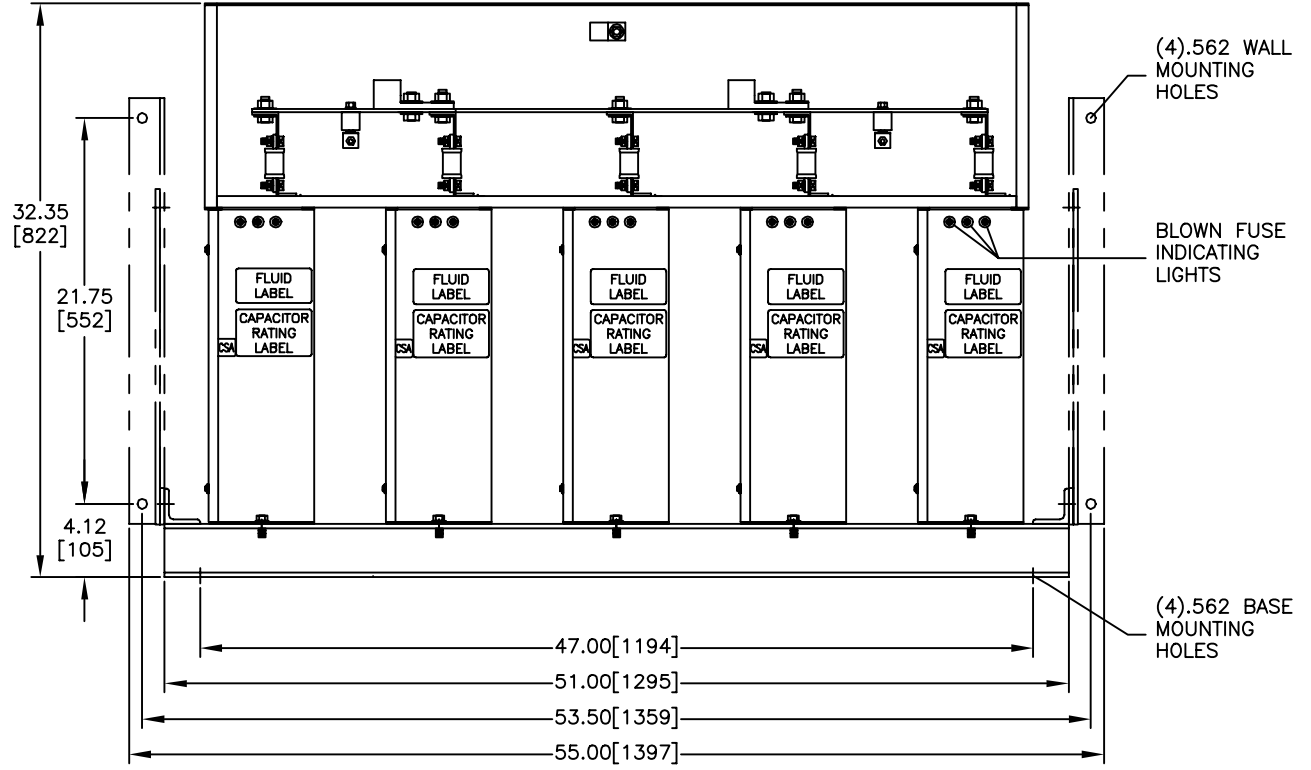 (4).562 WALL
MOUNTING
HOLES
32.35
[822]
21.75
[552]
4.12
[105]
BLOWN FUSE
INDICATING
LIGHTS
FLUID
LABEL
CAPACITOR
RATING
LABEL
CSA
FLUID
LABEL
CAPACITOR
RATING
LABEL
CSA
FLUID
LABEL
CAPACITOR
RATING
LABEL
CSA
FLUID
LABEL
CAPACITOR
RATING
LABEL
CSA
FLUID
LABEL
CAPACITOR
RATING
LABEL
CSA
(4).562 BASE
MOUNTING
HOLES
47.00[1194]
51.00[1295]
53.50[1359]
55.00[1397]